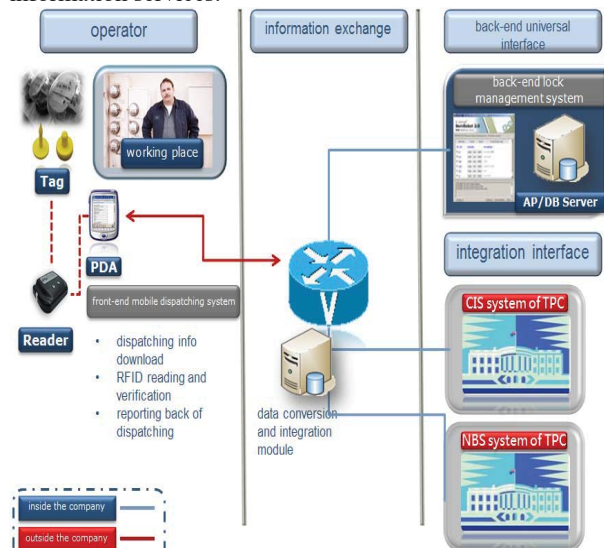 information services.
operator
information exchange
back-end universal
interface
back-end lock
management system
working place
Tag
AP/DB Server
PDA
integration interface
front-end mobile dispatching system
CIS system of TPC
Reader
• dispatching info
download
• RFID reading and
verification
• reporting back of
dispatching
data conversion
and integration
module
NBS system of TPC
inside the company
outside the company